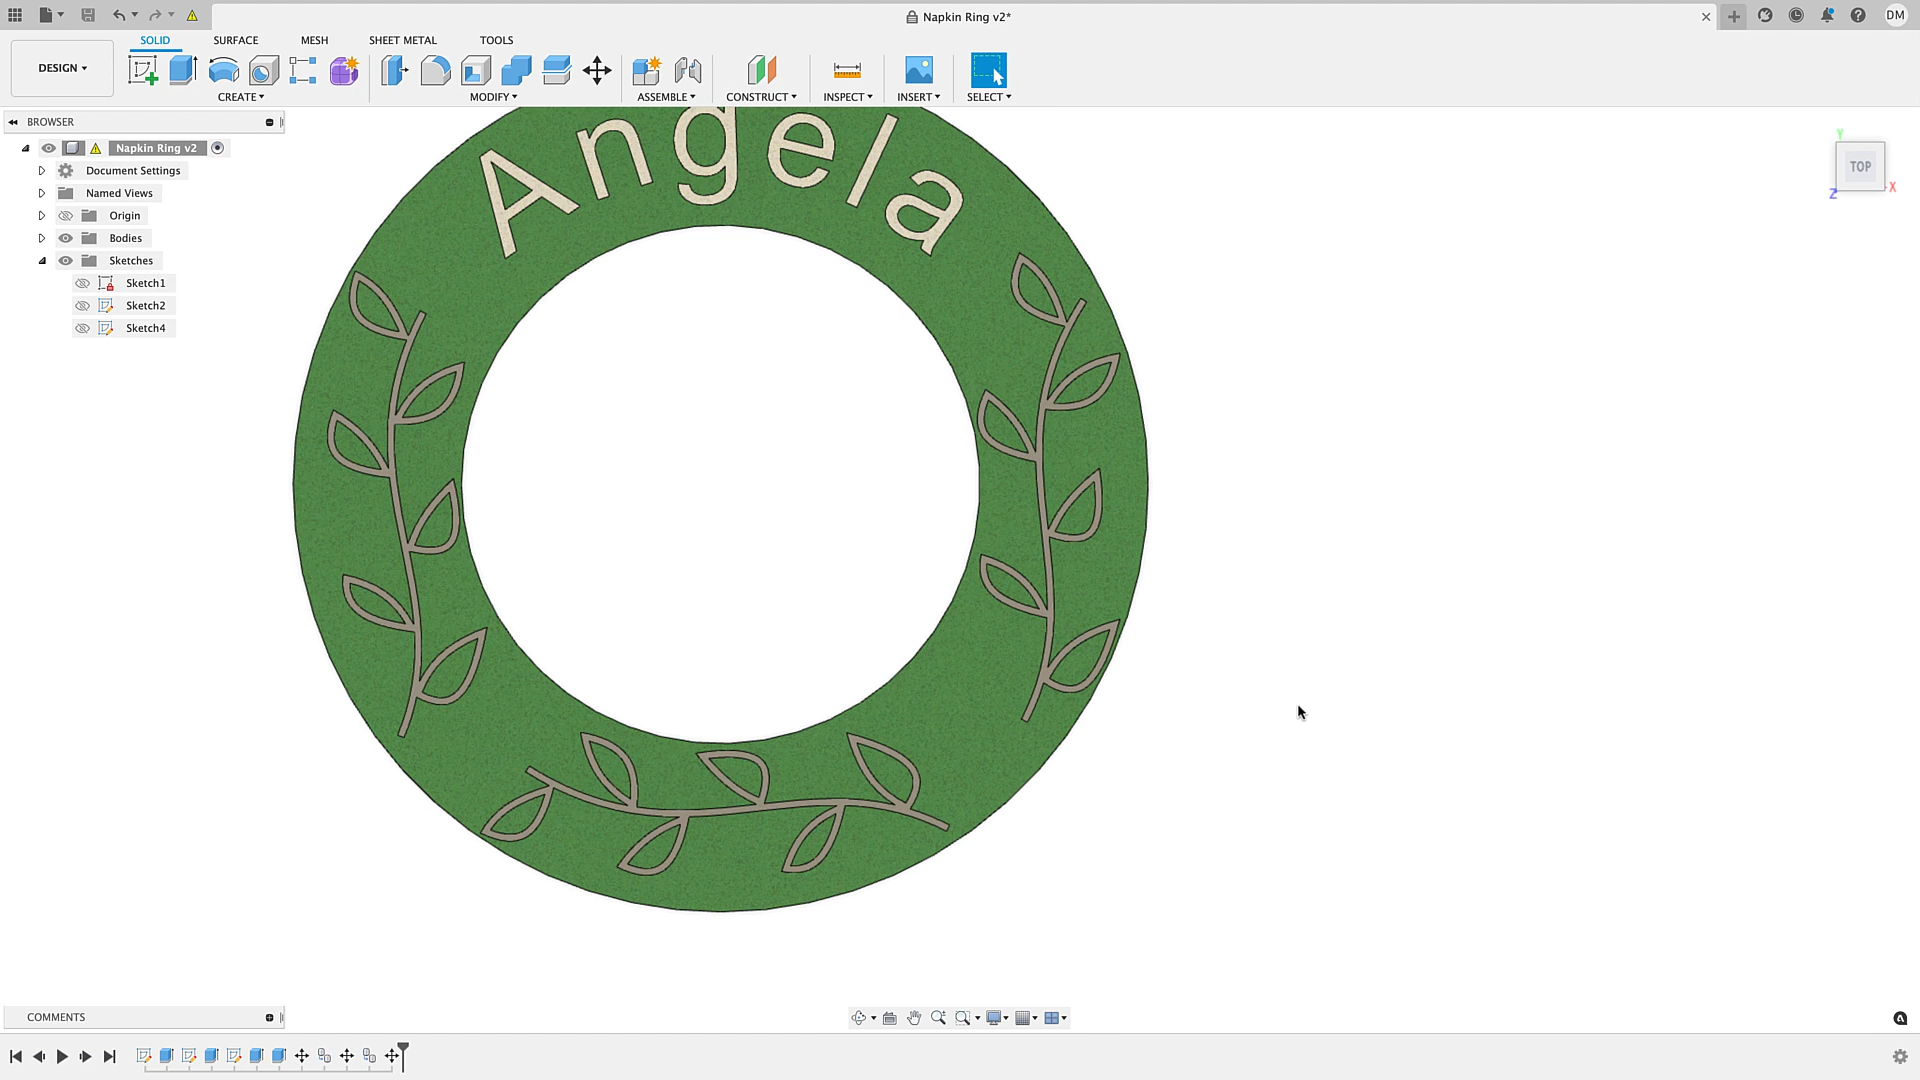 Napkin Ring v2*
DM
SOLID SURFACE MESH SHEET METAL TOOLS
DESIGN
CREATE MODIFY ASSEMBLE CONSTRUCT INSPECT INSERT SELECT
BROWSER
Napkin Ring v2
Document Settings
Named Views
Origin
Bodies
Sketches
Sketch1
Sketch2
Sketch4
Angela
Y
TOP
X
Z
COMMENTS